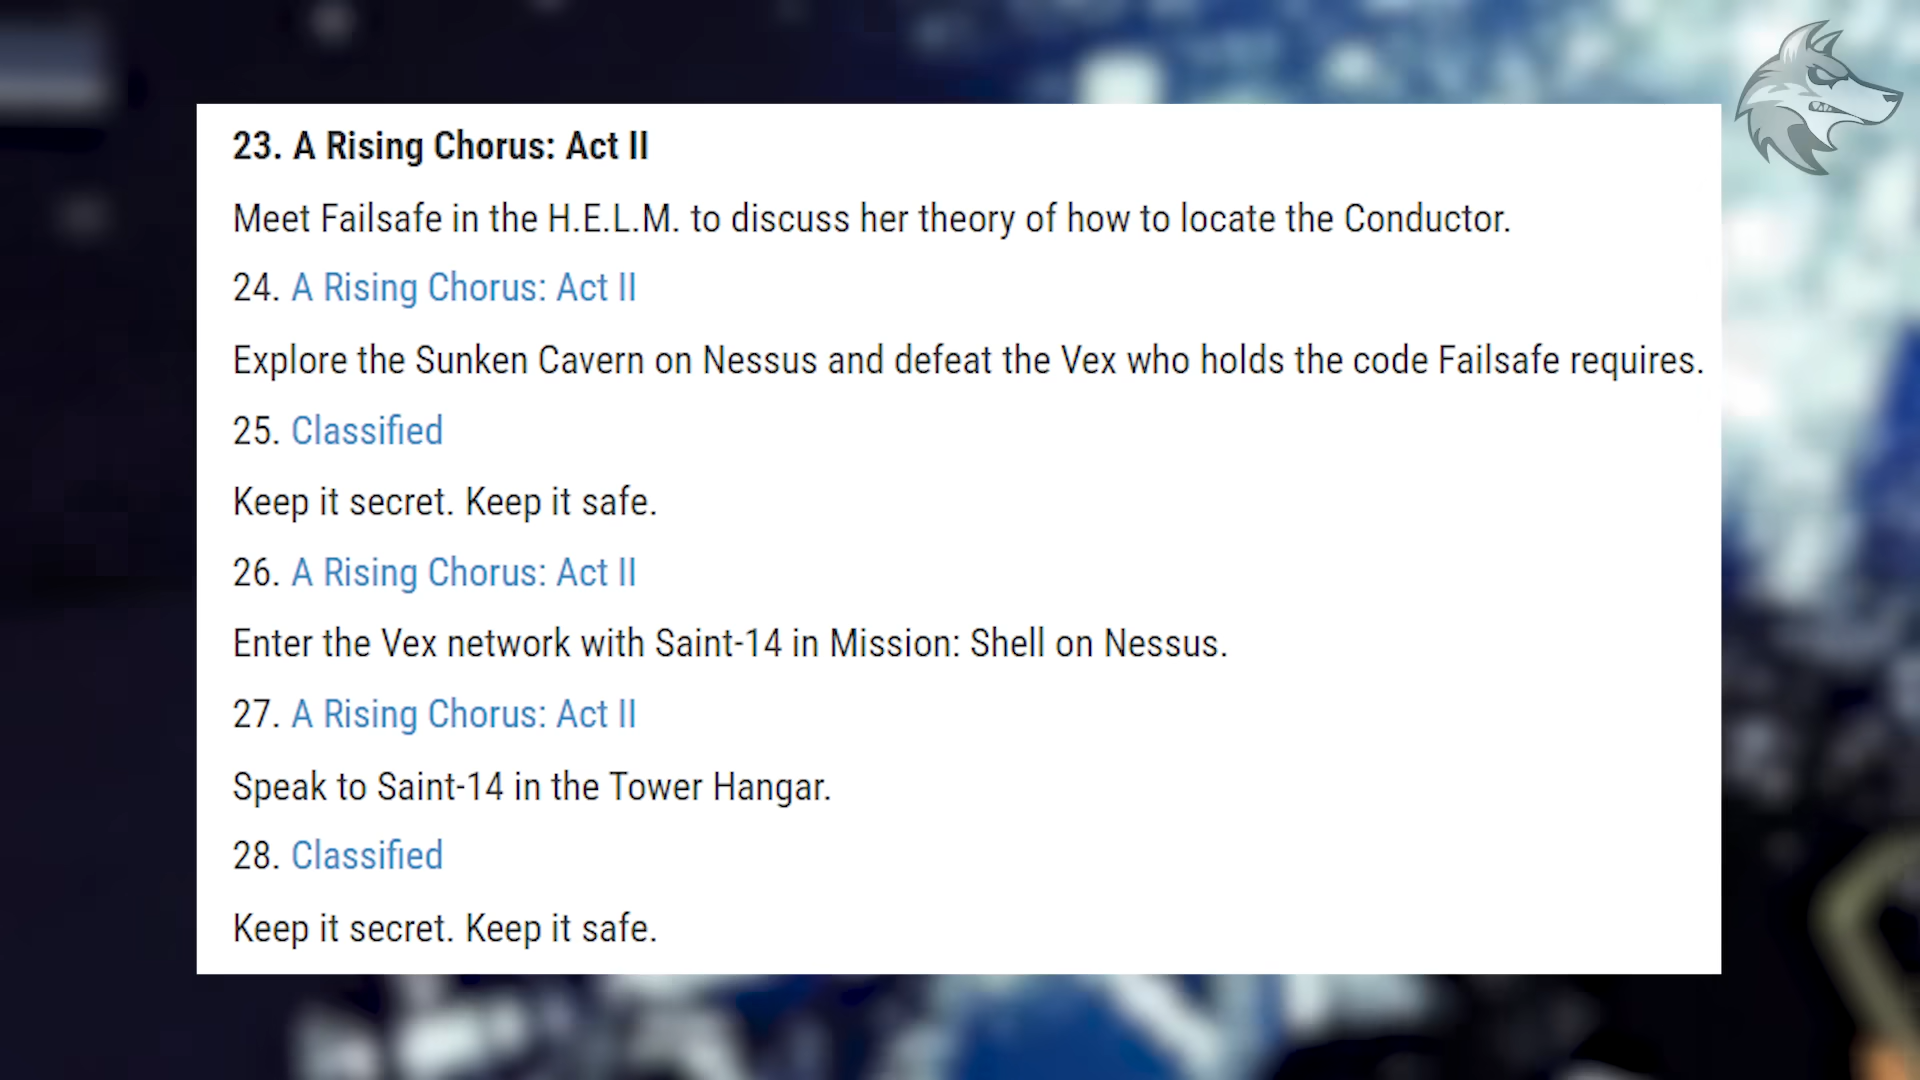 23. A Rising Chorus: Act II
Meet Failsafe in the H.E.L.M. to discuss her theory of how to locate the Conductor.
24. A Rising Chorus: Act II
Explore the Sunken Cavern on Nessus and defeat the Vex who holds the code Failsafe requires.
25. Classified
Keep it secret. Keep it safe.
26. A Rising Chorus: Act II
Enter the Vex network with Saint-14 in Mission: Shell on Nessus.
27. A Rising Chorus: Act II
Speak to Saint-14 in the Tower Hangar.
28. Classified
Keep it secret. Keep it safe.